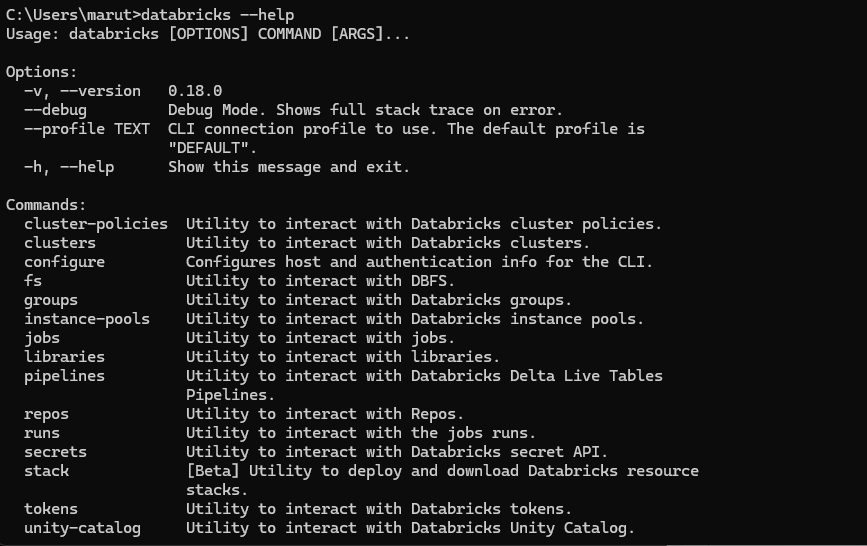 C:\Users\marut>databricks --help
Usage: databricks [OPTIONS] COMMAND [ARGS]...

Options:
  -v, --version   0.18.0
  --debug         Debug Mode. Shows full stack trace on error.
  --profile TEXT  CLI connection profile to use. The default profile is
                  "DEFAULT".
  -h, --help      Show this message and exit.

Commands:
  cluster-policies  Utility to interact with Databricks cluster policies.
  clusters          Utility to interact with Databricks clusters.
  configure         Configures host and authentication info for the CLI.
  fs                Utility to interact with DBFS.
  groups            Utility to interact with Databricks groups.
  instance-pools    Utility to interact with Databricks instance pools.
  jobs              Utility to interact with jobs.
  libraries         Utility to interact with libraries.
  pipelines         Utility to interact with Databricks Delta Live Tables
                    Pipelines.
  repos             Utility to interact with Repos.
  runs              Utility to interact with the jobs runs.
  secrets           Utility to interact with Databricks secret API.
  stack             [Beta] Utility to deploy and download Databricks resource
                    stacks.
  tokens            Utility to interact with Databricks tokens.
  unity-catalog     Utility to interact with Databricks Unity Catalog.